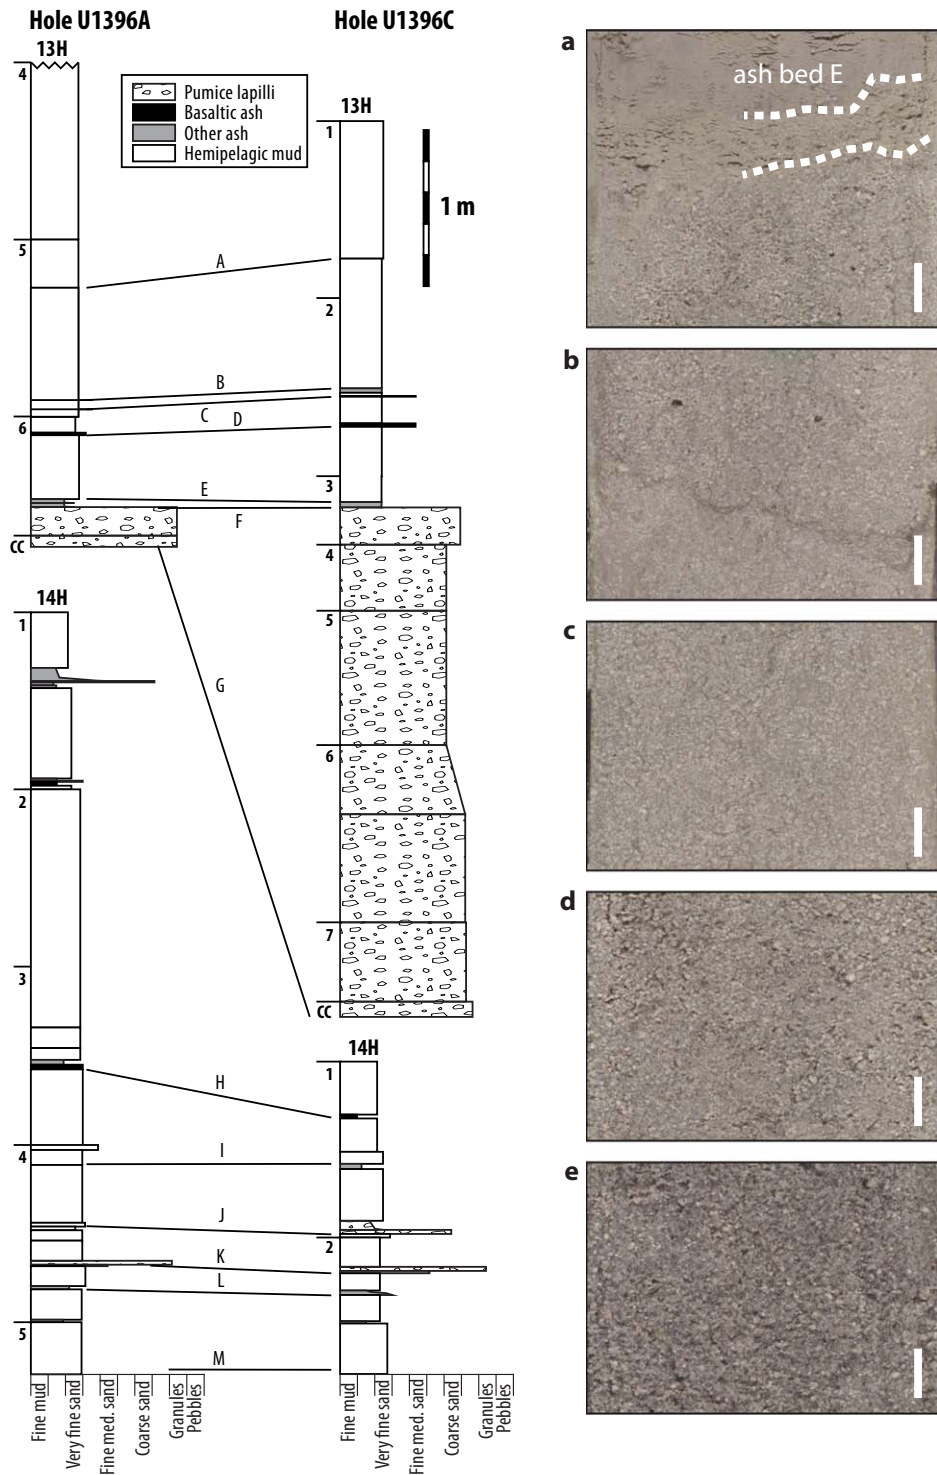 Hole U1396A
13H
4
5
6
CC
14H
1
2
3
4
5
Pumice lapilli
Basaltic ash
Other ash
Hemipelagic mud
A
B
C
D
E
F
G
H
I
J
K
L
M
Hole U1396C
13H
1
2
3
4
5
6
7
CC
1 m
14H
1
2
Fine mud
Very fine sand
Fine med. sand
Coarse sand
Granules
Pebbles
Fine mud
Very fine sand
Fine med. sand
Coarse sand
Granules
Pebbles
a
ash bed E
b
c
d
e